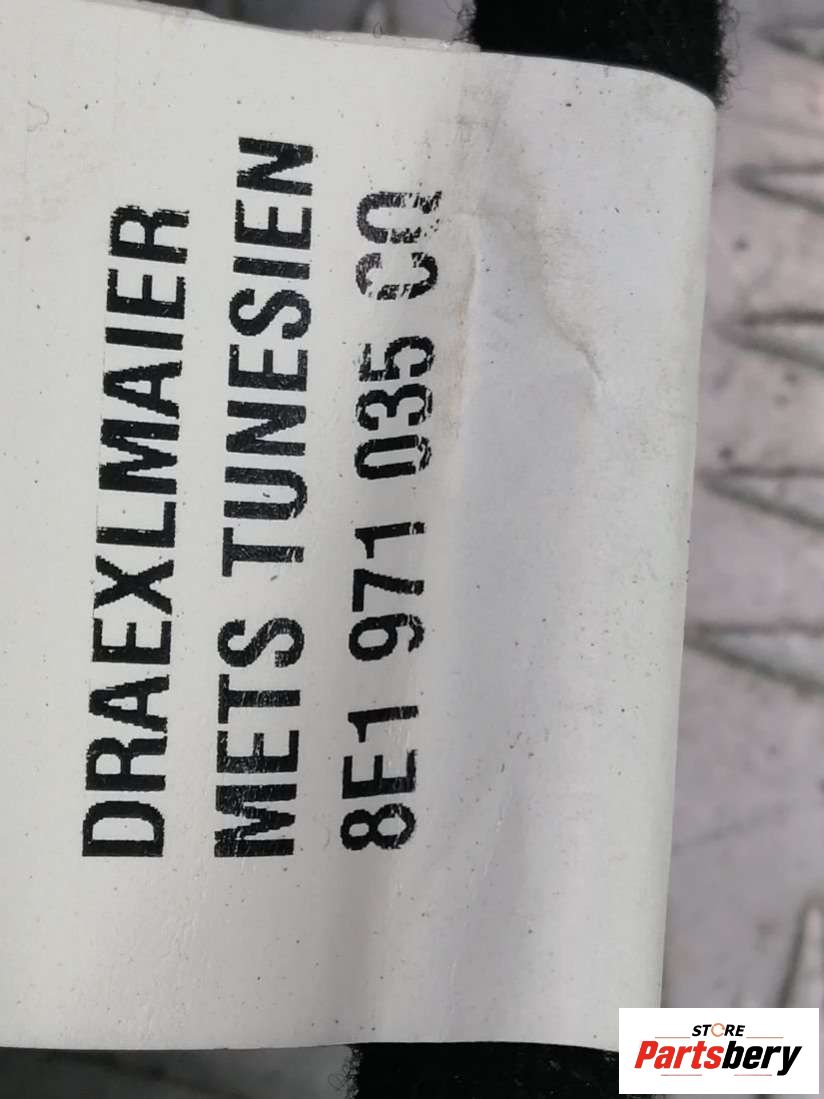 DRAEXLMAIER
METS TUNESIEN
8E1 971 035 CQ
STORE
Partsbery